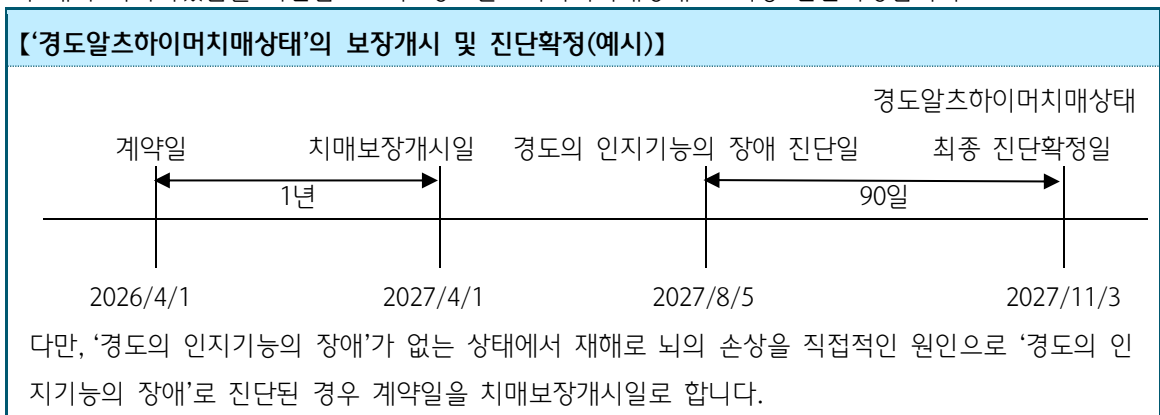 【‘경도알츠하이머치매상태’의 보장개시 및 진단확정(예시)】
경도알츠하이머치매상태
계약일 치매보장개시일 경도의 인지기능의 장애 진단일 최종 진단확정일
1년 90일
2026/4/1 2027/4/1 2027/8/5 2027/11/3
다만, ‘경도의 인지기능의 장애’가 없는 상태에서 재해로 뇌의 손상을 직접적인 원인으로 ‘경도의 인
지기능의 장애’로 진단된 경우 계약일을 치매보장개시일로 합니다.